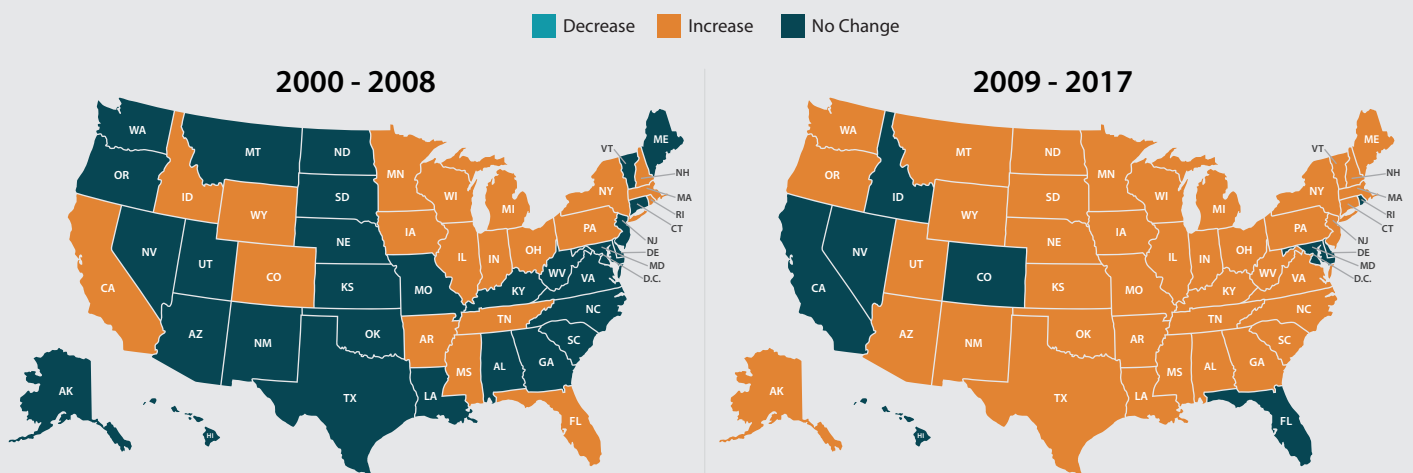 Decrease Increase No Change
2000 - 2008
WA
OR
CA
ID
NV
MT
WY
UT
AZ
CO
NM
ND
SD
NE
KS
OK
TX
MN
IA
MO
AR
LA
WI
IL
MI
IN
OH
KY
TN
MS
AL
GA
FL
SC
NC
VA
WV
PA
NY
VT
ME
NH
MA
RI
CT
NJ
DE
MD
D.C.
AK
HI
2009 - 2017
WA
OR
CA
ID
NV
MT
WY
UT
AZ
CO
NM
ND
SD
NE
KS
OK
TX
MN
IA
MO
AR
LA
WI
IL
MI
IN
OH
KY
TN
MS
AL
GA
FL
SC
NC
VA
WV
PA
NY
VT
ME
NH
MA
RI
CT
NJ
DE
MD
D.C.
AK
HI